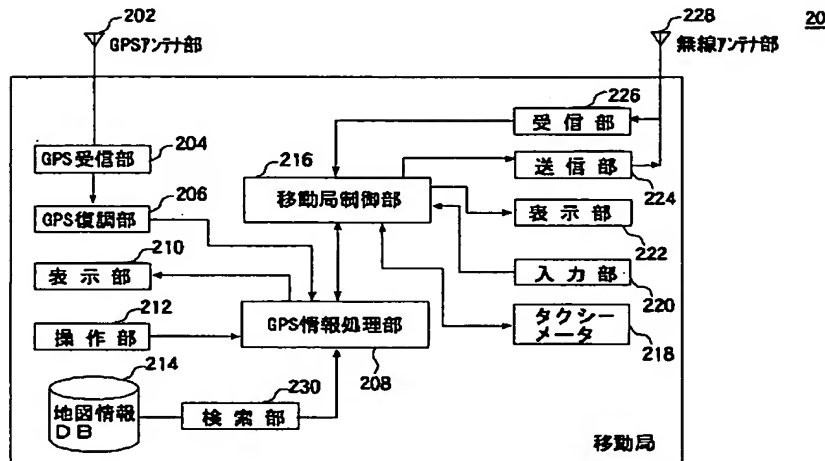 202
GPSアンテナ部
228
無線アンテナ部
20
226
受信部
204
GPS受信部
216
送信部
224
206
移動局制御部
GPS復調部
表示部
222
210
表示部
入力部
220
212
GPS情報処理部
タクシー
メータ
218
操作部
208
214
230
地図情報
DB
検索部
移動局